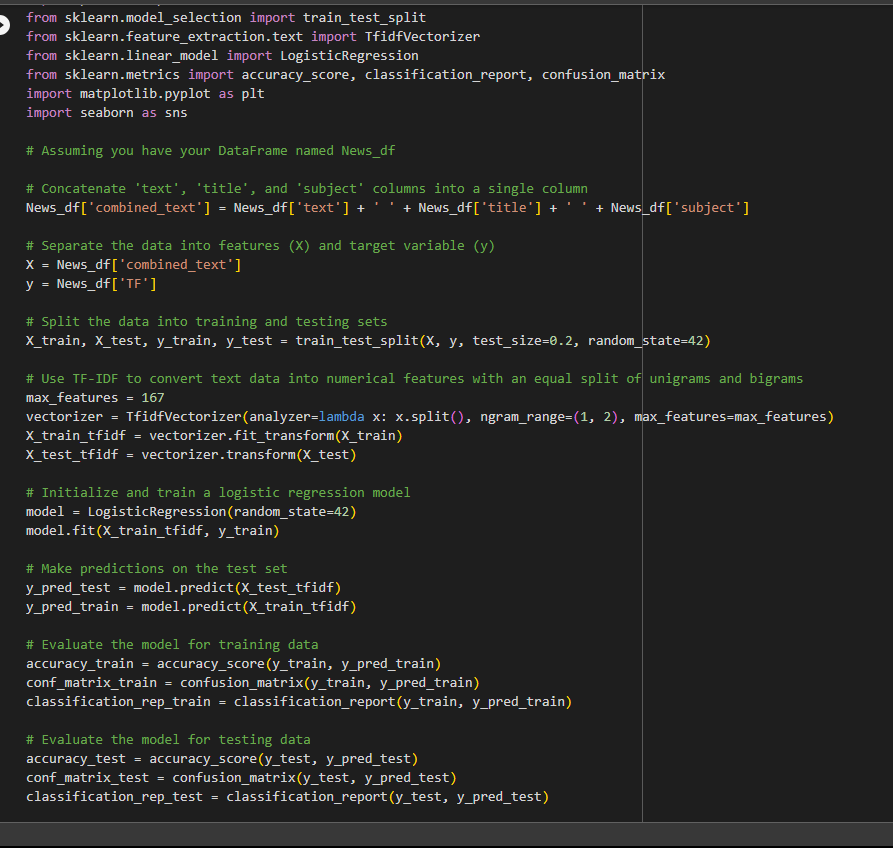 from sklearn.model_selection import train_test_split
from sklearn.feature_extraction.text import TfidfVectorizer
from sklearn.linear_model import LogisticRegression
from sklearn.metrics import accuracy_score, classification_report, confusion_matrix
import matplotlib.pyplot as plt
import seaborn as sns

# Assuming you have your DataFrame named News_df

# Concatenate 'text', 'title', and 'subject' columns into a single column
News_df['combined_text'] = News_df['text'] + ' ' + News_df['title'] + ' ' + News_df['subject']

# Separate the data into features (X) and target variable (y)
X = News_df['combined_text']
y = News_df['TF']

# Split the data into training and testing sets
X_train, X_test, y_train, y_test = train_test_split(X, y, test_size=0.2, random_state=42)

# Use TF-IDF to convert text data into numerical features with an equal split of unigrams and bigrams
max_features = 167
vectorizer = TfidfVectorizer(analyzer=lambda x: x.split(), ngram_range=(1, 2), max_features=max_features)
X_train_tfidf = vectorizer.fit_transform(X_train)
X_test_tfidf = vectorizer.transform(X_test)

# Initialize and train a logistic regression model
model = LogisticRegression(random_state=42)
model.fit(X_train_tfidf, y_train)

# Make predictions on the test set
y_pred_test = model.predict(X_test_tfidf)
y_pred_train = model.predict(X_train_tfidf)

# Evaluate the model for training data
accuracy_train = accuracy_score(y_train, y_pred_train)
conf_matrix_train = confusion_matrix(y_train, y_pred_train)
classification_rep_train = classification_report(y_train, y_pred_train)

# Evaluate the model for testing data
accuracy_test = accuracy_score(y_test, y_pred_test)
conf_matrix_test = confusion_matrix(y_test, y_pred_test)
classification_rep_test = classification_report(y_test, y_pred_test)